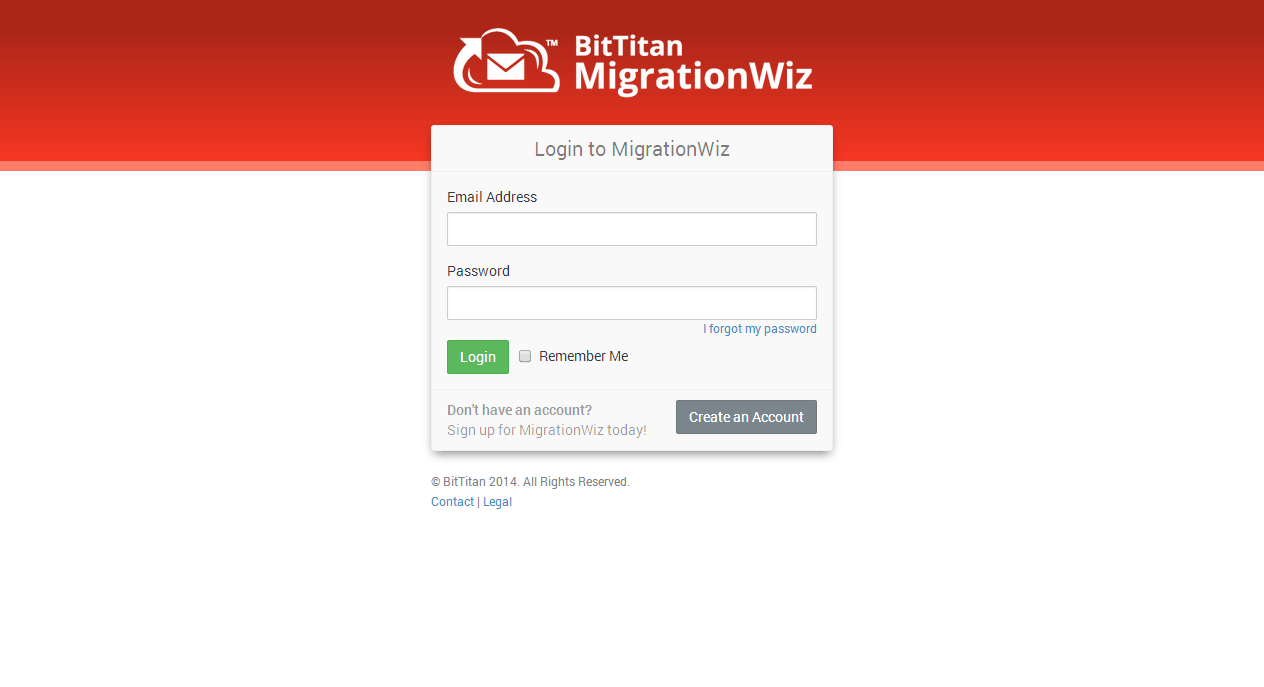 BitTitan
MigrationWiz
™
Login to MigrationWiz
Email Address
Password
I forgot my password
Login
Remember Me
Don't have an account?
Sign up for MigrationWiz today!
Create an Account
© BitTitan 2014. All Rights Reserved.
Contact | Legal